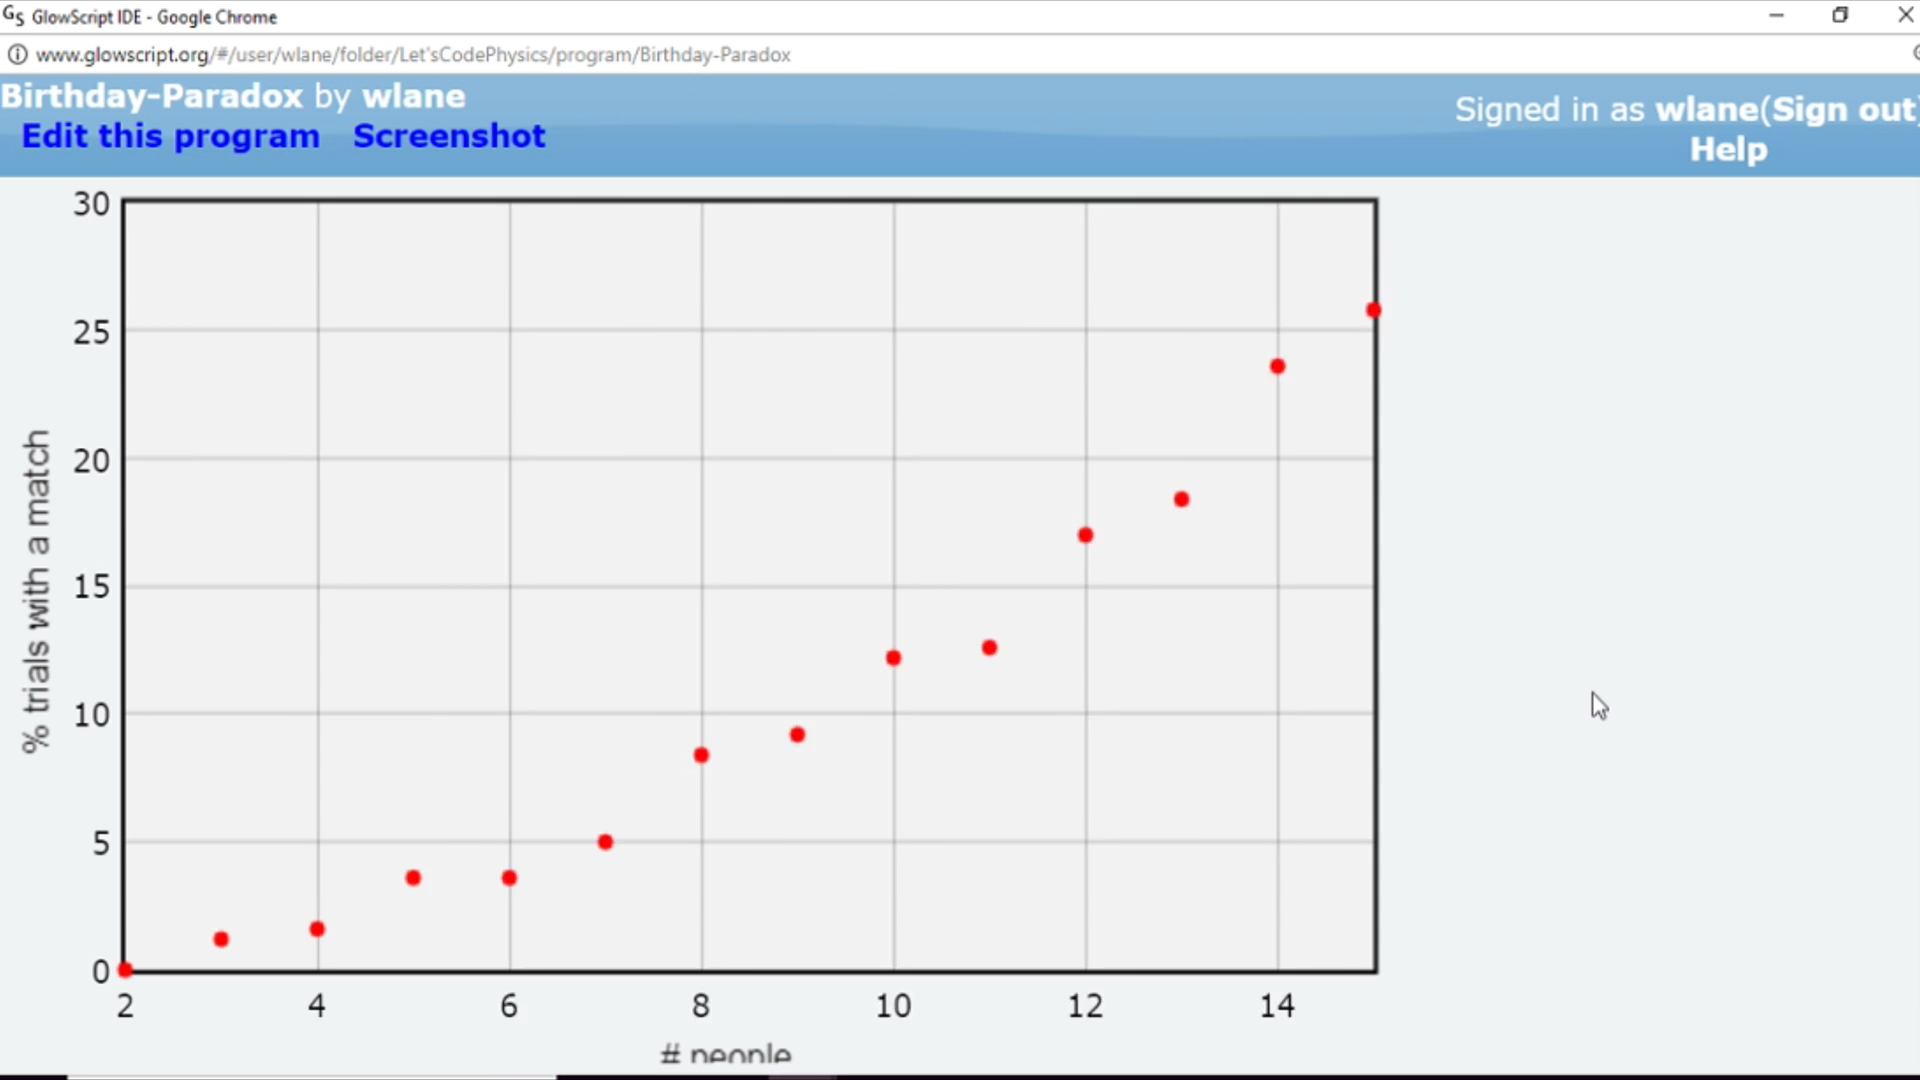 GS GlowScript IDE - Google Chrome
www.glowscript.org/#/user/wlane/folder/Let'sCodePhysics/program/Birthday-Paradox
Birthday-Paradox by wlane
Signed in as wlane(Sign out)
Edit this program Screenshot
Help
30
25
20
15
10
5
0
% trials with a match
2 4 6 8 10 12 14
# people